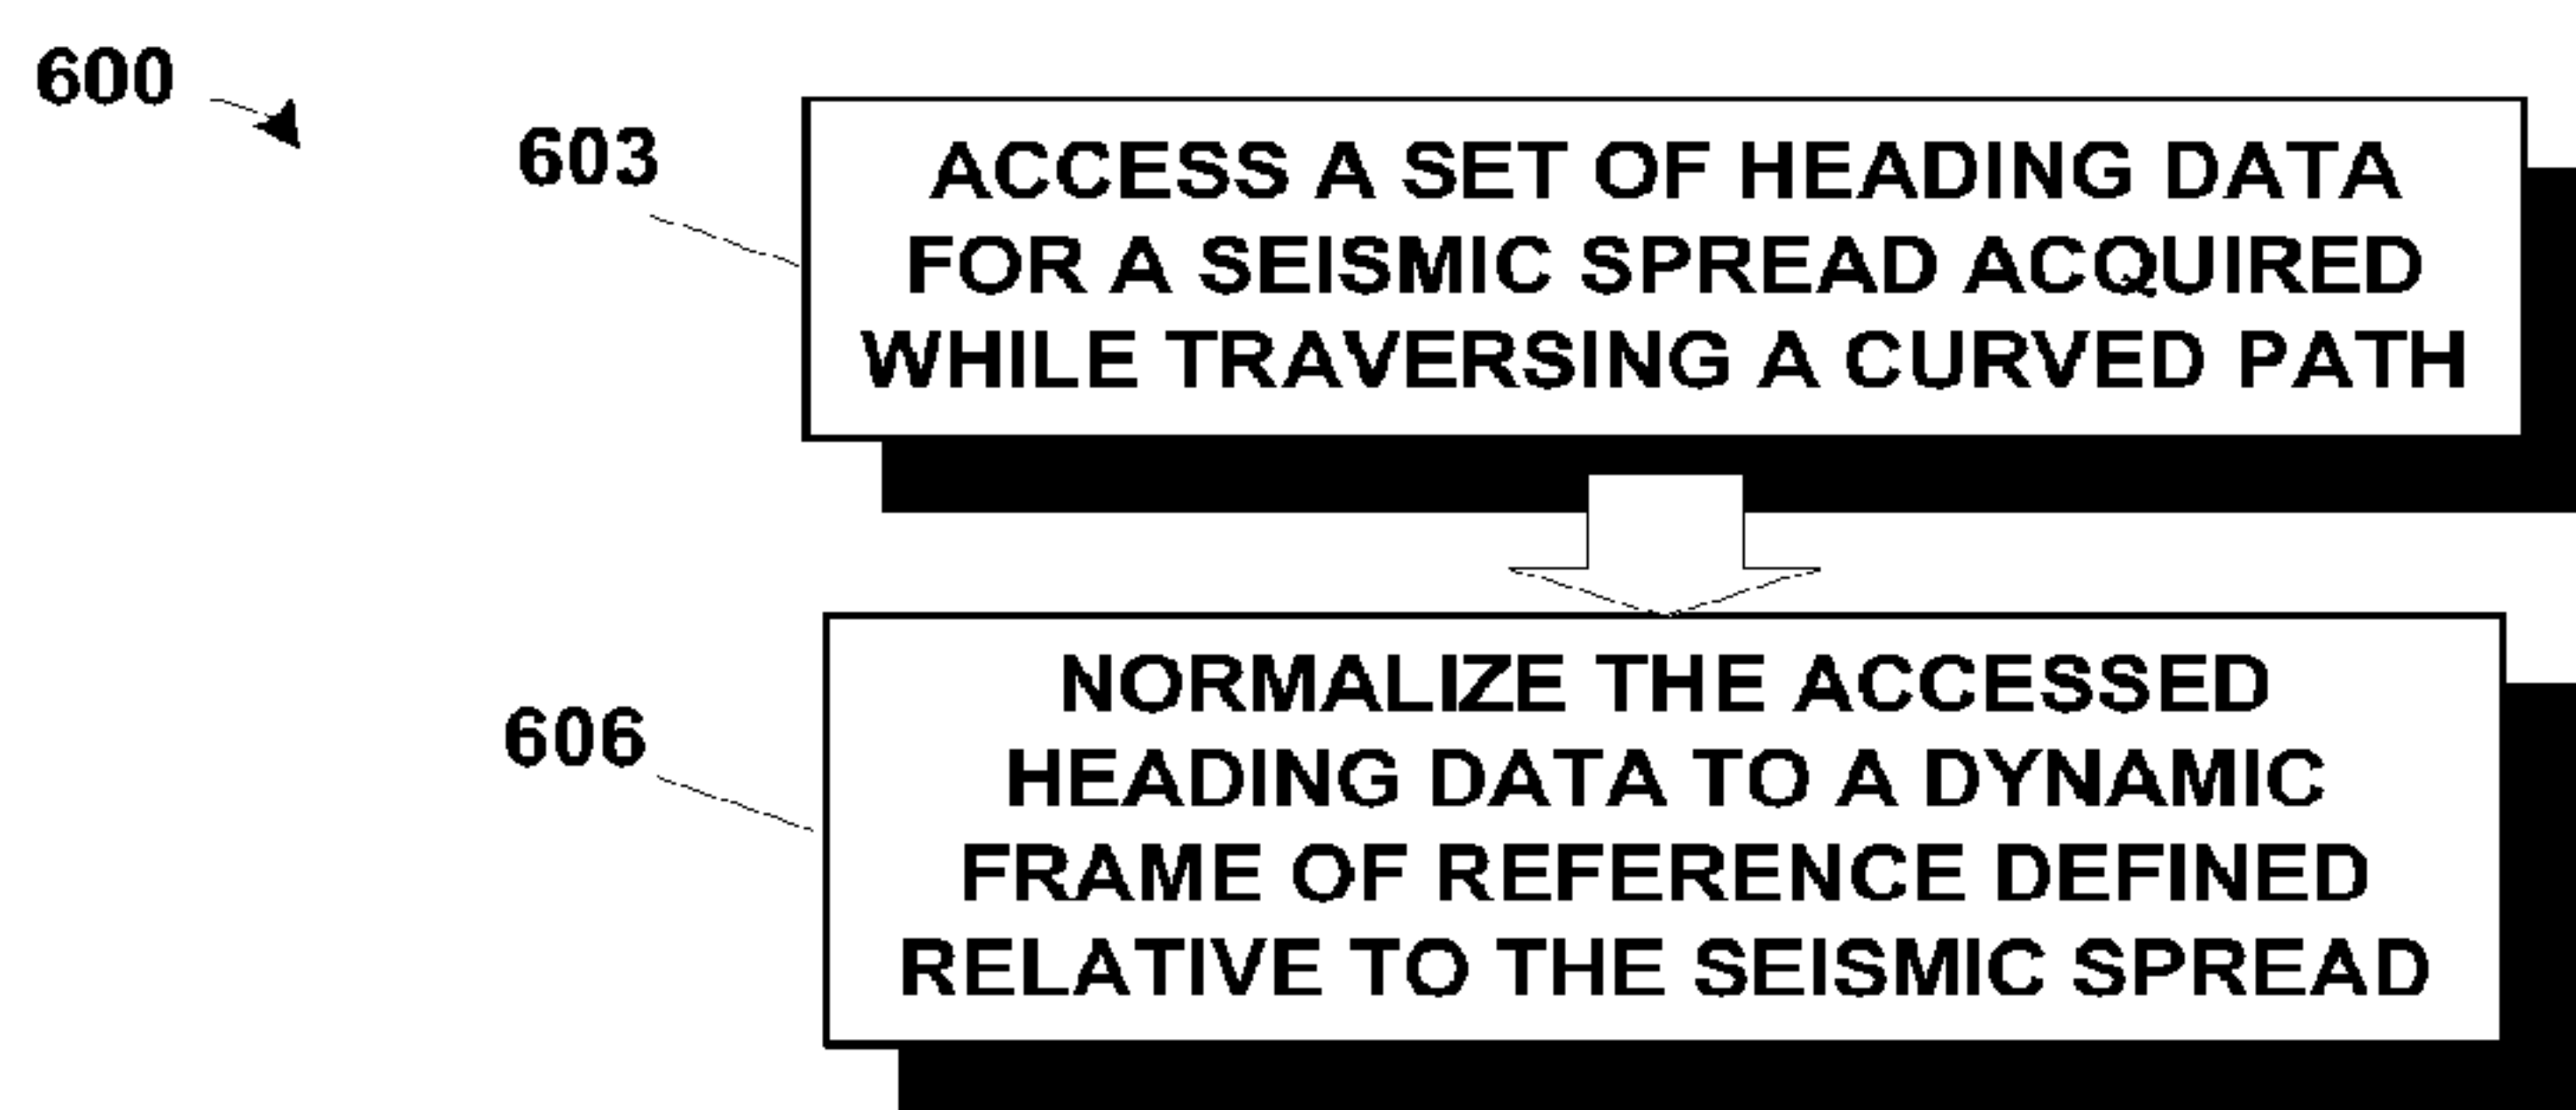 600
603
ACCESS A SET OF HEADING DATA
FOR A SEISMIC SPREAD ACQUIRED
WHILE TRAVERSING A CURVED PATH
606
NORMALIZE THE ACCESSED
HEADING DATA TO A DYNAMIC
FRAME OF REFERENCE DEFINED
RELATIVE TO THE SEISMIC SPREAD